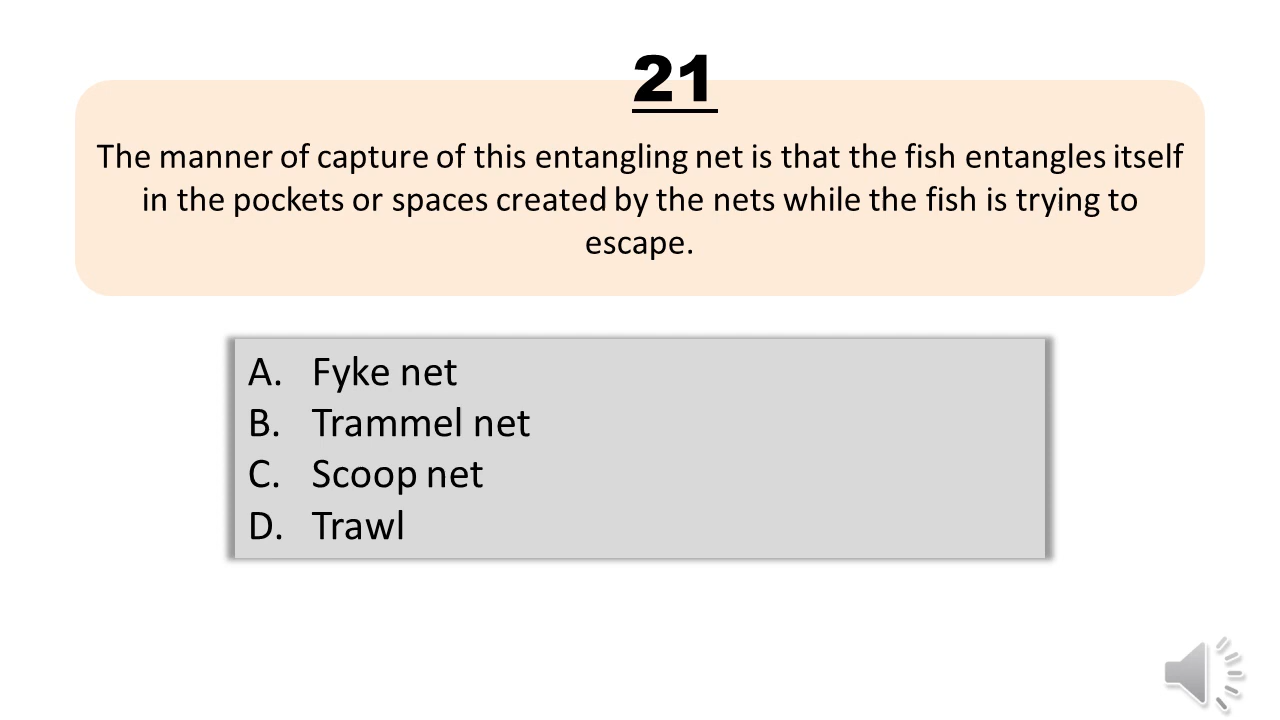 21
The manner of capture of this entangling net is that the fish entangles itself
in the pockets or spaces created by the nets while the fish is trying to
escape.
A. Fyke net
B. Trammel net
C. Scoop net
D. Trawl